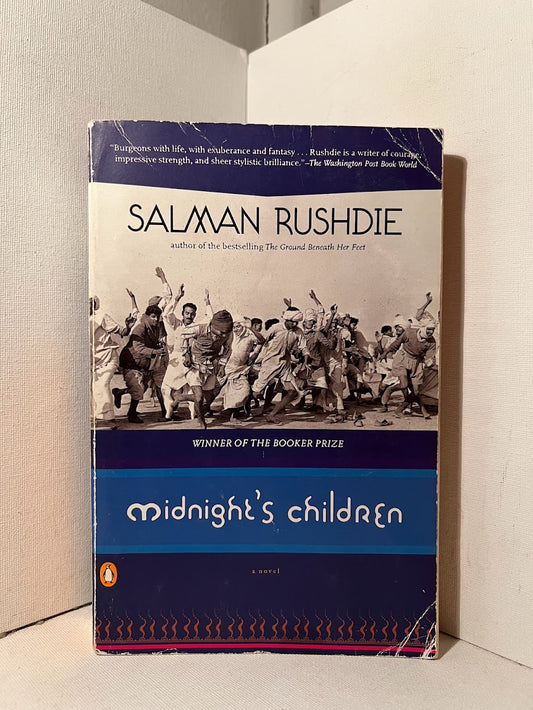 "Burgeons with life, with exuberance and fantasy . . . Rushdie is a writer of courage,
impressive strength, and sheer stylistic brilliance."–The Washington Post Book World
SALMAN RUSHDIE
author of the bestselling The Ground Beneath Her Feet
WINNER OF THE BOOKER PRIZE
midnight's childREn
a novel